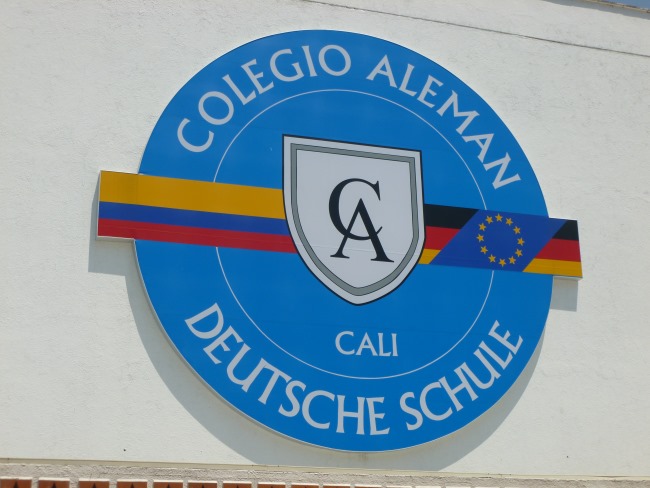 COLEGIO ALEMAN
CA
CALI
DEUTSCHE SCHULE